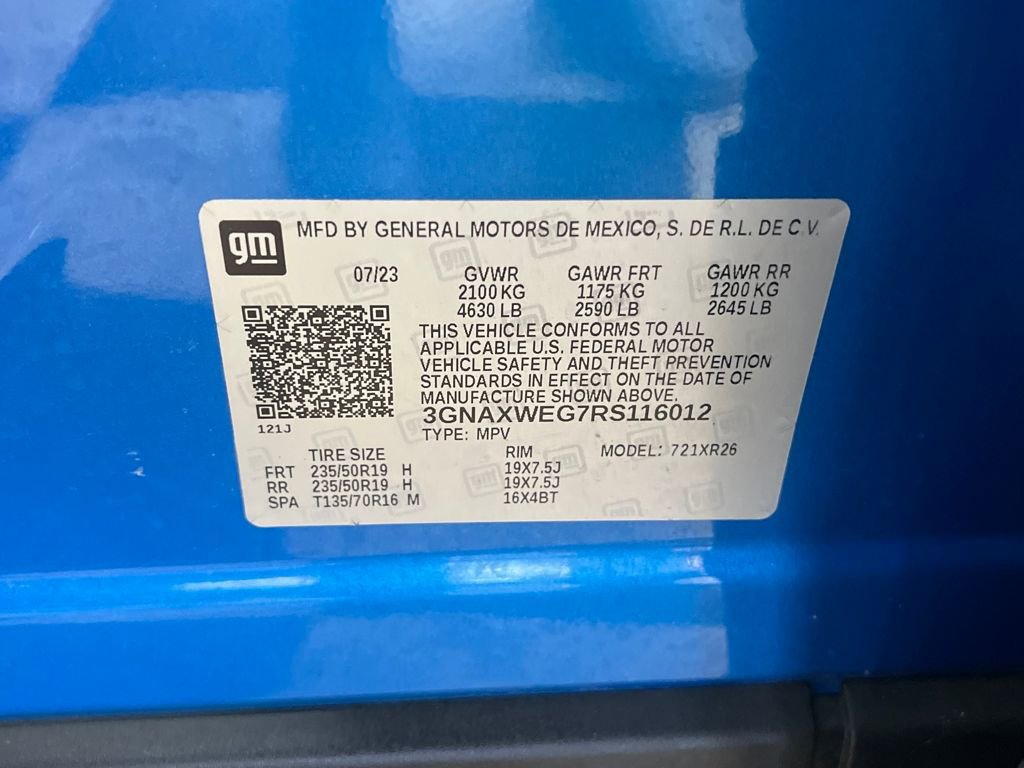 gm
MFD BY GENERAL MOTORS DE MEXICO, S. DE R.L. DE C.V.
07/23 GVWR GAWR FRT GAWR RR
2100 KG 1175 KG 1200 KG
4630 LB 2590 LB 2645 LB
THIS VEHICLE CONFORMS TO ALL
APPLICABLE U.S. FEDERAL MOTOR
VEHICLE SAFETY AND THEFT PREVENTION
STANDARDS IN EFFECT ON THE DATE OF
MANUFACTURE SHOWN ABOVE.
3GNAXWEG7RS116012
121J
TYPE: MPV MODEL: 721XR26
TIRE SIZE RIM
FRT 235/50R19 H 19X7.5J
RR 235/50R19 H 19X7.5J
SPA T135/70R16 M 16X4BT